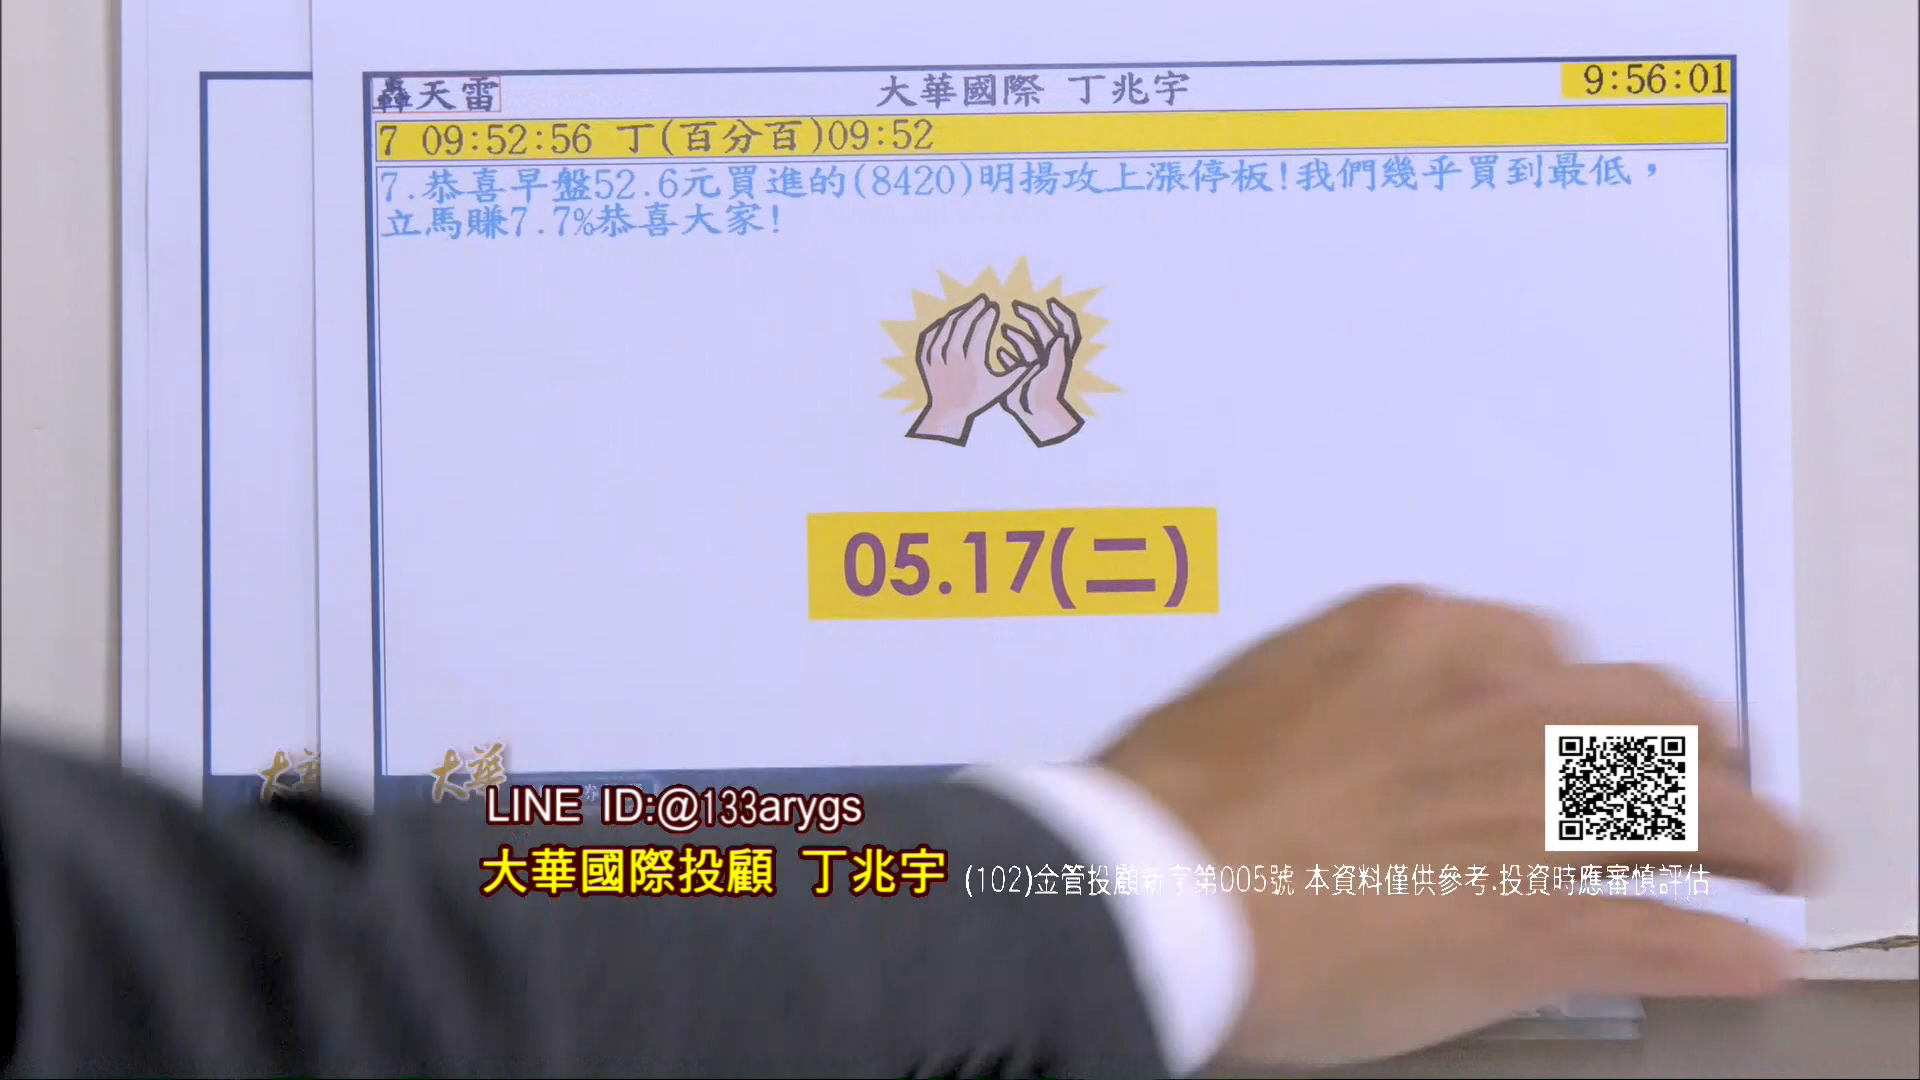 轟天雷 大華國際 丁兆宇 9:56:01
7 09:52:56 丁(百分百)09:52
7.恭喜早盤52.6元買進的(8420)明揚攻上漲停板!我們幾乎買到最低，
立馬賺7.7%恭喜大家!
05.17(二)
大華 大華
LINE ID:@133arygs
大華國際投顧 丁兆宇 (102)金管投顧新字第005號 本資料僅供參考.投資時應審慎評估